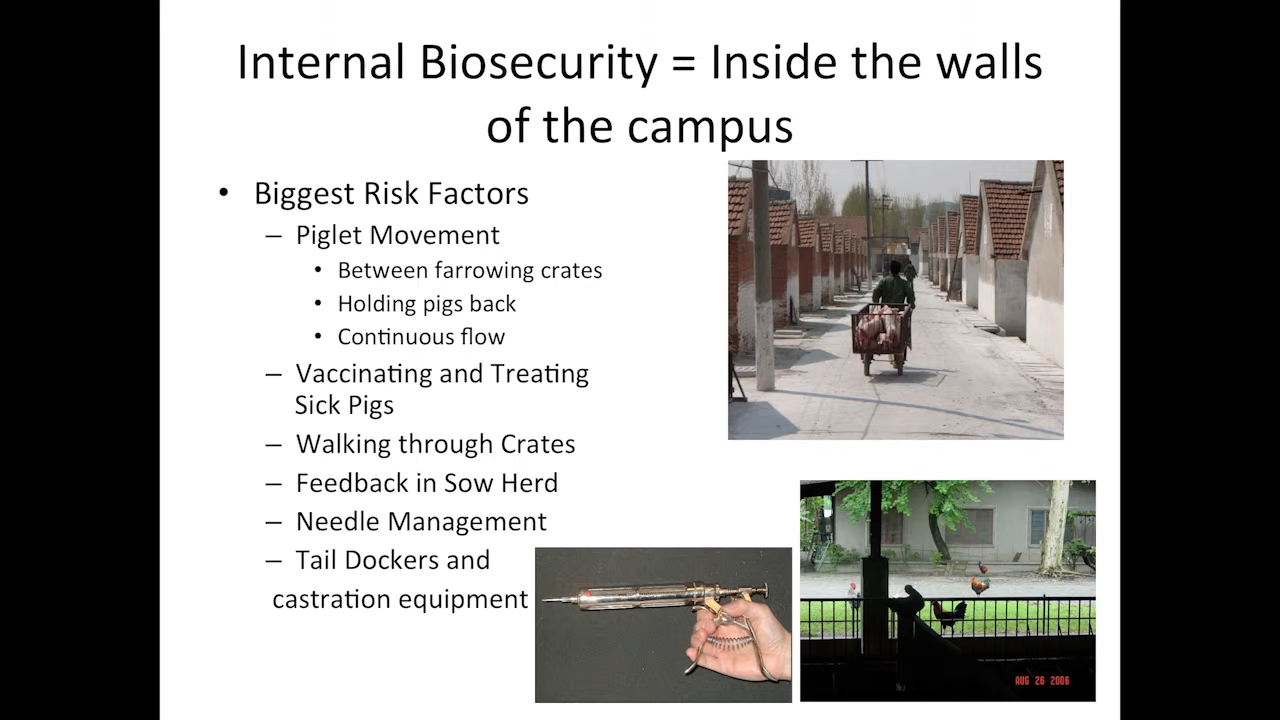 Internal Biosecurity = Inside the walls
of the campus
• Biggest Risk Factors
– Piglet Movement
• Between farrowing crates
• Holding pigs back
• Continuous flow
– Vaccinating and Treating
Sick Pigs
– Walking through Crates
– Feedback in Sow Herd
– Needle Management
– Tail Dockers and
castration equipment
AUG 26 2006